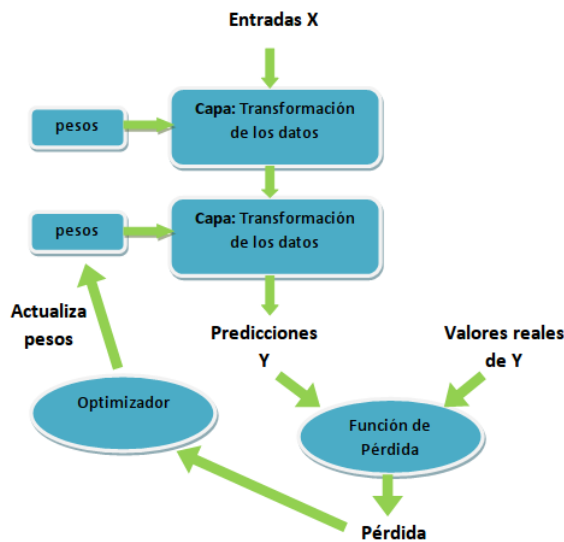 Entradas X
Capa: Transformación
de los datos
pesos
Capa: Transformación
de los datos
pesos
Actualiza
pesos
Predicciones
Y
Valores reales
de Y
Optimizador
Función de
Pérdida
Pérdida